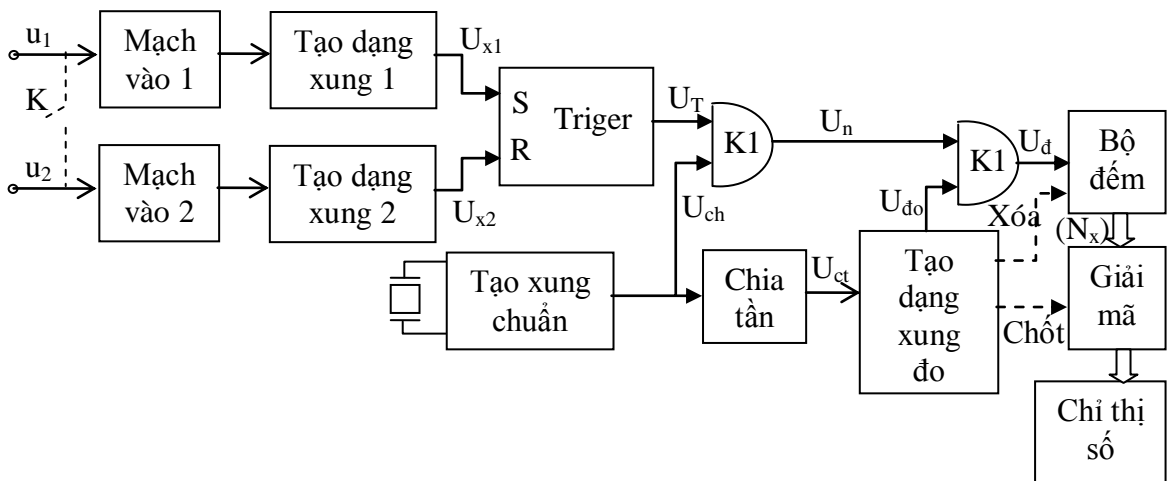 u1
Mạch
vào 1
Tạo dạng
xung 1
Ux1
K
S
R
Triger
UT
K1
Un
K1
Uđ
Bộ
đếm
u2
Mạch
vào 2
Tạo dạng
xung 2
Ux2
Uch
Uđo
Xóa
(Nx)
Tạo xung
chuẩn
Chia
tần
Uct
Tạo
dạng
xung
đo
Chốt
Giải
mã
Chỉ thị
số